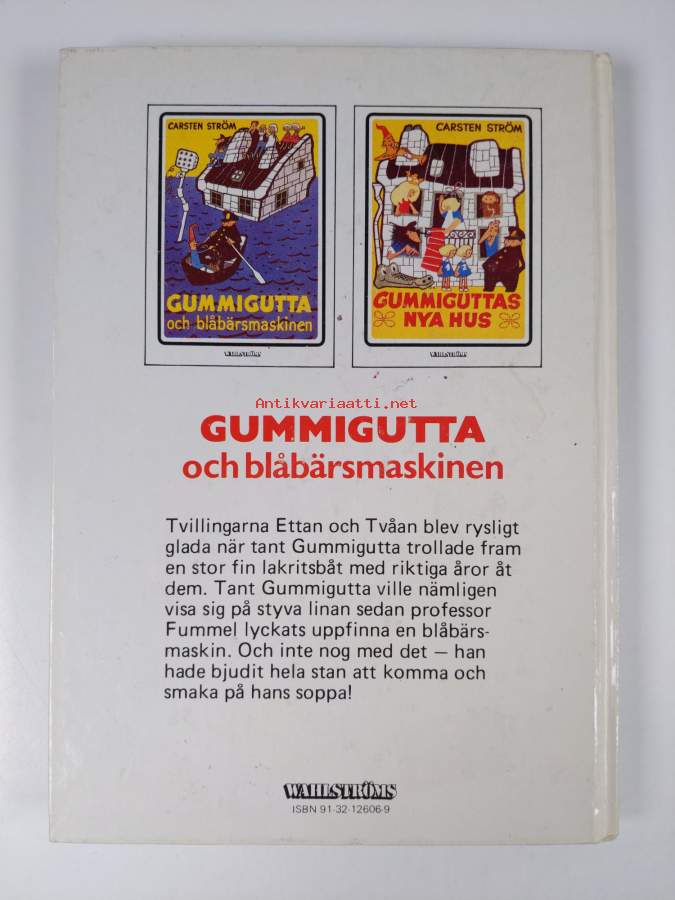 CARSTEN STRÖM
GUMMIGUTTA
och blåbärsmaskinen
WAHLSTRÖMS
CARSTEN STRÖM
GUMMIGUTTAS
NYA HUS
WAHLSTRÖMS
Antikvariaatti.net
GUMMIGUTTA
och blåbärsmaskinen
Tvillingarna Ettan och Tvåan blev rysligt
glada när tant Gummigutta trollade fram
en stor fin lakritsbåt med riktiga åror åt
dem. Tant Gummigutta ville nämligen
visa sig på styva linan sedan professor
Fummel lyckats uppfinna en blåbärs-
maskin. Och inte nog med det — han
hade bjudit hela stan att komma och
smaka på hans soppa!
WAHLSTRÖMS
ISBN 91-32-12606-9